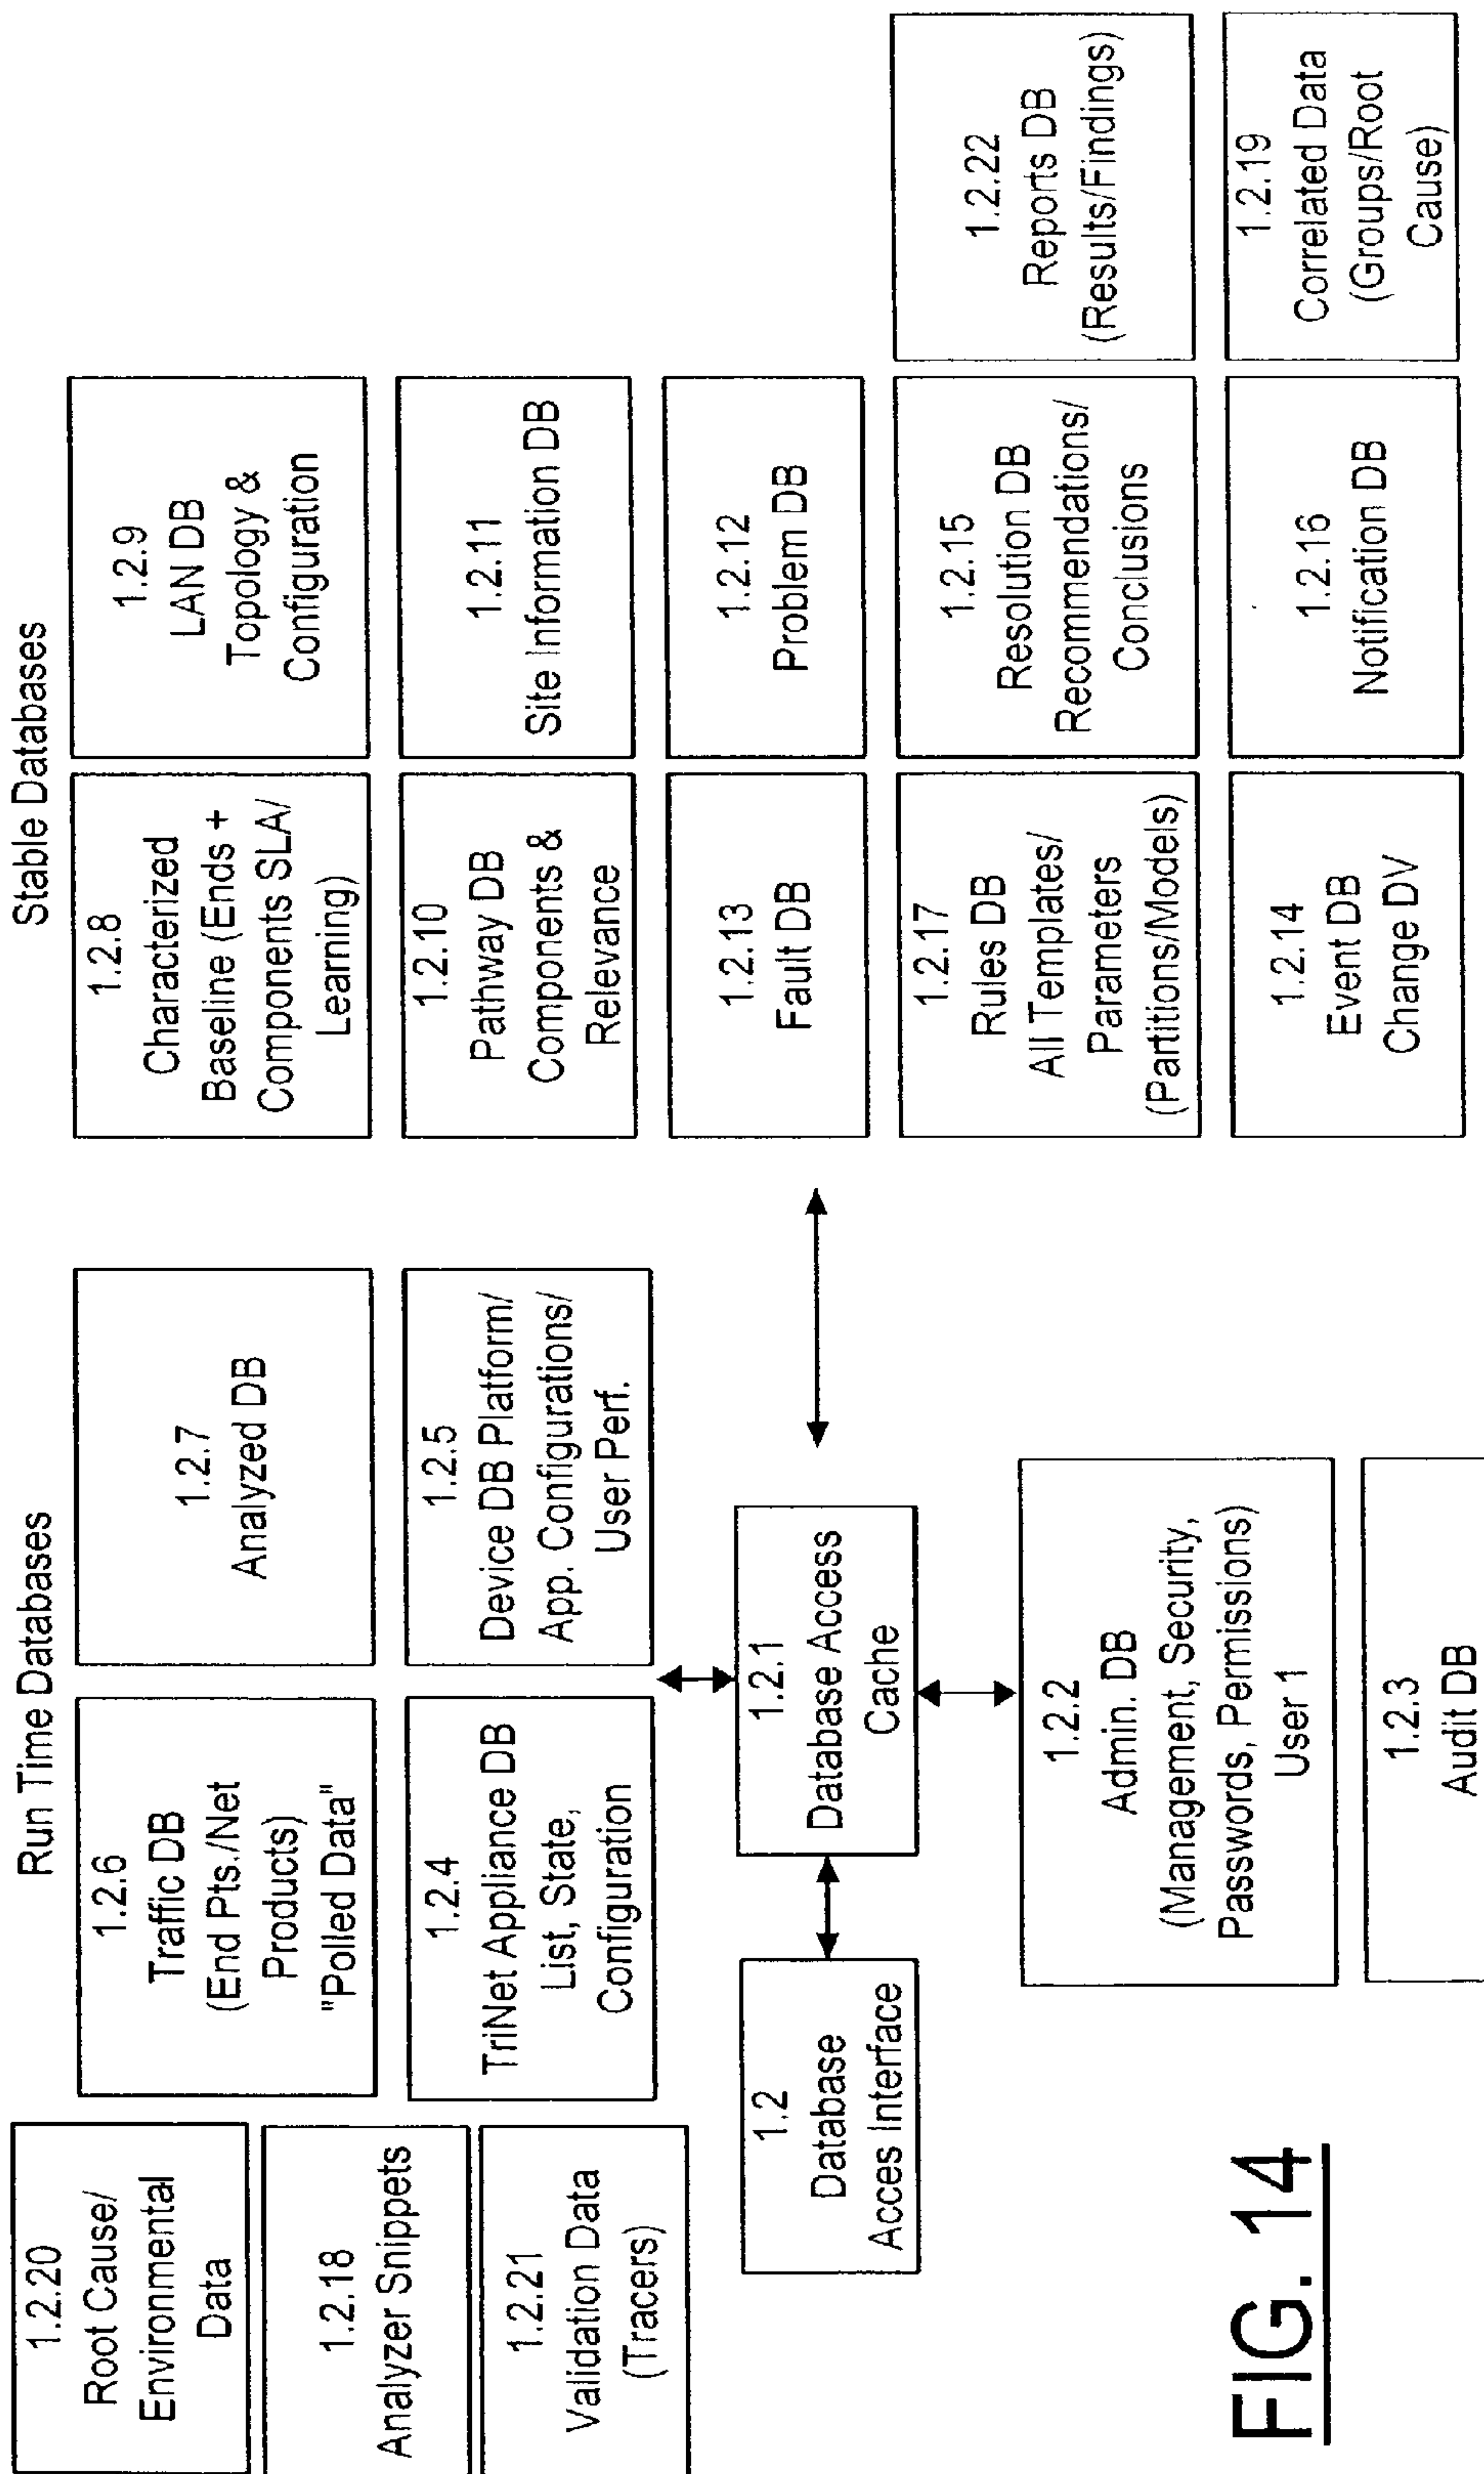 Run Time Databases
Stable Databases
1.2.20
Root Cause/
Environmental
Data
1.2.18
Analyzer Snippets
1.2.21
Validation Data
(Tracers)
1.2.6
Traffic DB
(End Pts./Net
Products)
"Polled Data"
1.2.7
Analyzed DB
1.2.4
TriNet Appliance DB
List, State,
Configuration
1.2.5
Device DB Platform/
App. Configurations/
User Perf.
1.2
Database
Acces Interface
1.2.1
Database Access
Cache
1.2.2
Admin. DB
(Management, Security,
Passwords, Permissions)
User 1
1.2.3
Audit DB
1.2.8
Characterized
Baseline (Ends +
Components SLA/
Learning)
1.2.9
LAN DB
Topology &
Configuration
1.2.10
Pathway DB
Components &
Relevance
1.2.11
Site Information DB
1.2.13
Fault DB
1.2.12
Problem DB
1.2.17
Rules DB
All Templates/
Parameters
(Partitions/Models)
1.2.15
Resolution DB
Recommendations/
Conclusions
1.2.22
Reports DB
(Results/Findings)
1.2.14
Event DB
Change DV
1.2.16
Notification DB
1.2.19
Correlated Data
(Groups/Root
Cause)
FIG. 14